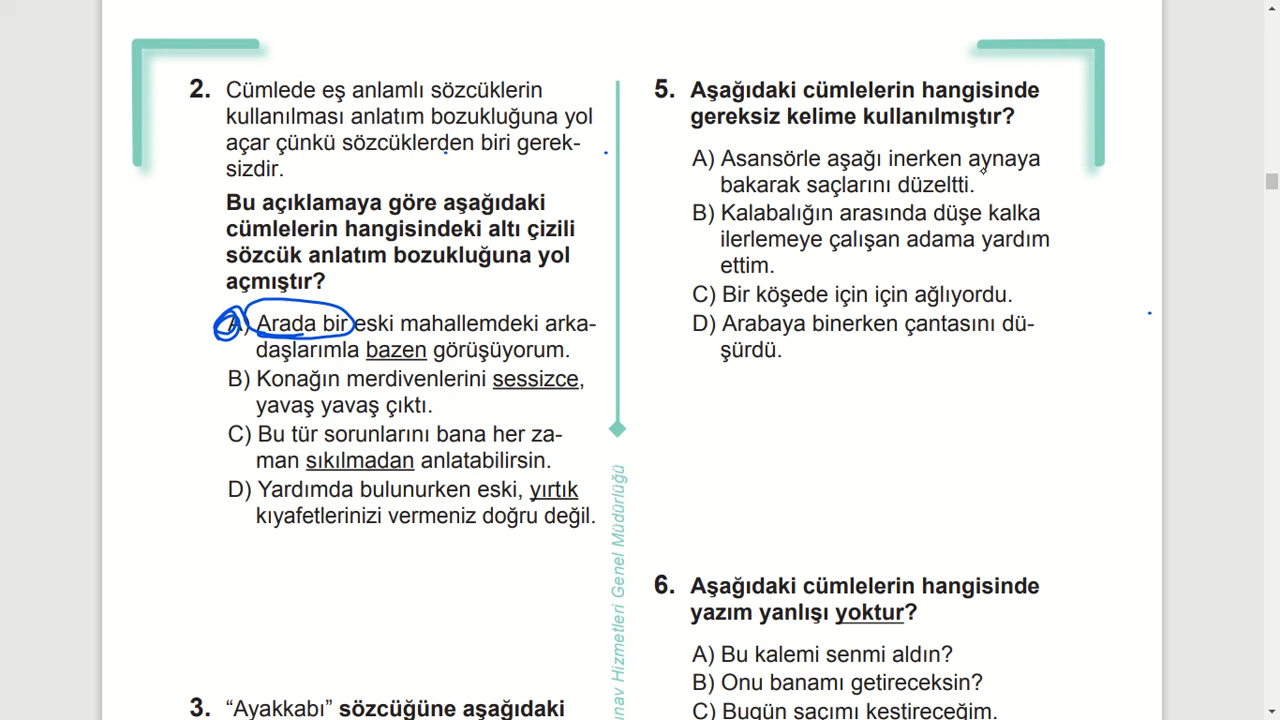 2. Cümlede eş anlamlı sözcüklerin
kullanılması anlatım bozukluğuna yol
açar çünkü sözcüklerden biri gerek-
sizdir.
Bu açıklamaya göre aşağıdaki
cümlelerin hangisindeki altı çizili
sözcük anlatım bozukluğuna yol
açmıştır?
A) Arada bir eski mahallemdeki arka-
daşlarımla bazen görüşüyorum.
B) Konağın merdivenlerini sessizce,
yavaş yavaş çıktı.
C) Bu tür sorunlarını bana her za-
man sıkılmadan anlatabilirsin.
D) Yardımda bulunurken eski, yırtık
kıyafetlerinizi vermeniz doğru değil.
3. “Ayakkabı” sözcüğüne aşağıdaki
ınav Hizmetleri Genel Müdürlüğü
5. Aşağıdaki cümlelerin hangisinde
gereksiz kelime kullanılmıştır?
A) Asansörle aşağı inerken aynaya
bakarak saçlarını düzeltti.
B) Kalabalığın arasında düşe kalka
ilerlemeye çalışan adama yardım
ettim.
C) Bir köşede için için ağlıyordu.
D) Arabaya binerken çantasını dü-
şürdü.
6. Aşağıdaki cümlelerin hangisinde
yazım yanlışı yoktur?
A) Bu kalemi senmi aldın?
B) Onu banamı getireceksin?
C) Bugün saçımı kestireceğim.